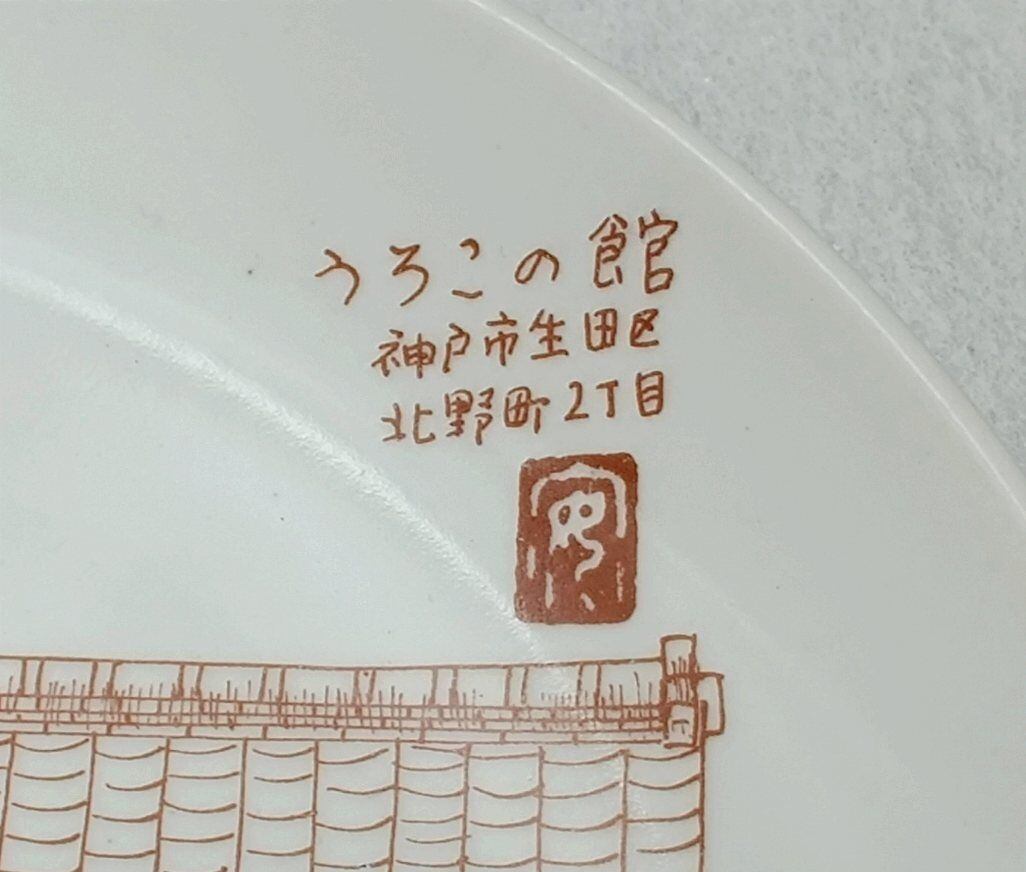 うろこの館
神戸市生田区
北野町2丁目